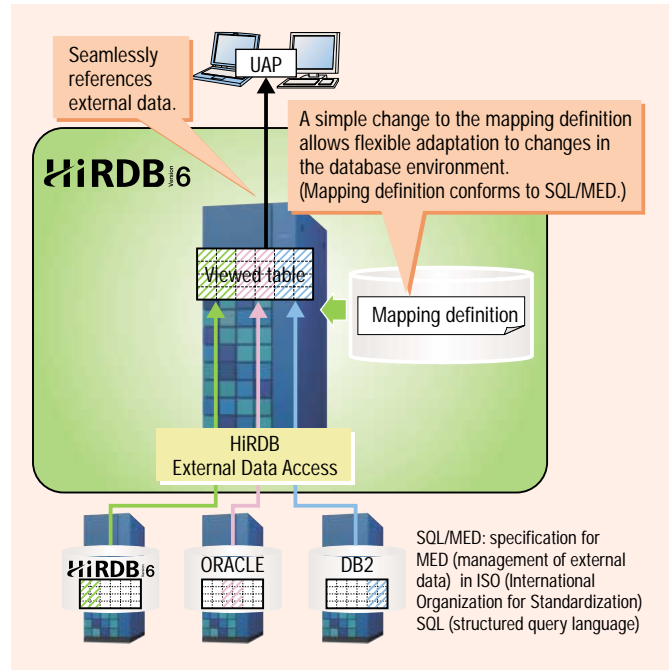 Seamlessly
references
external data.
UAP
A simple change to the mapping definition
allows flexible adaptation to changes in
the database environment.
(Mapping definition conforms to SQL/MED.)
HiRDB Version 6
Viewed table
Mapping definition
HiRDB
External Data Access
HiRDB Version 6
ORACLE
DB2
SQL/MED: specification for
MED (management of external
data) in ISO (International
Organization for Standardization)
SQL (structured query language)